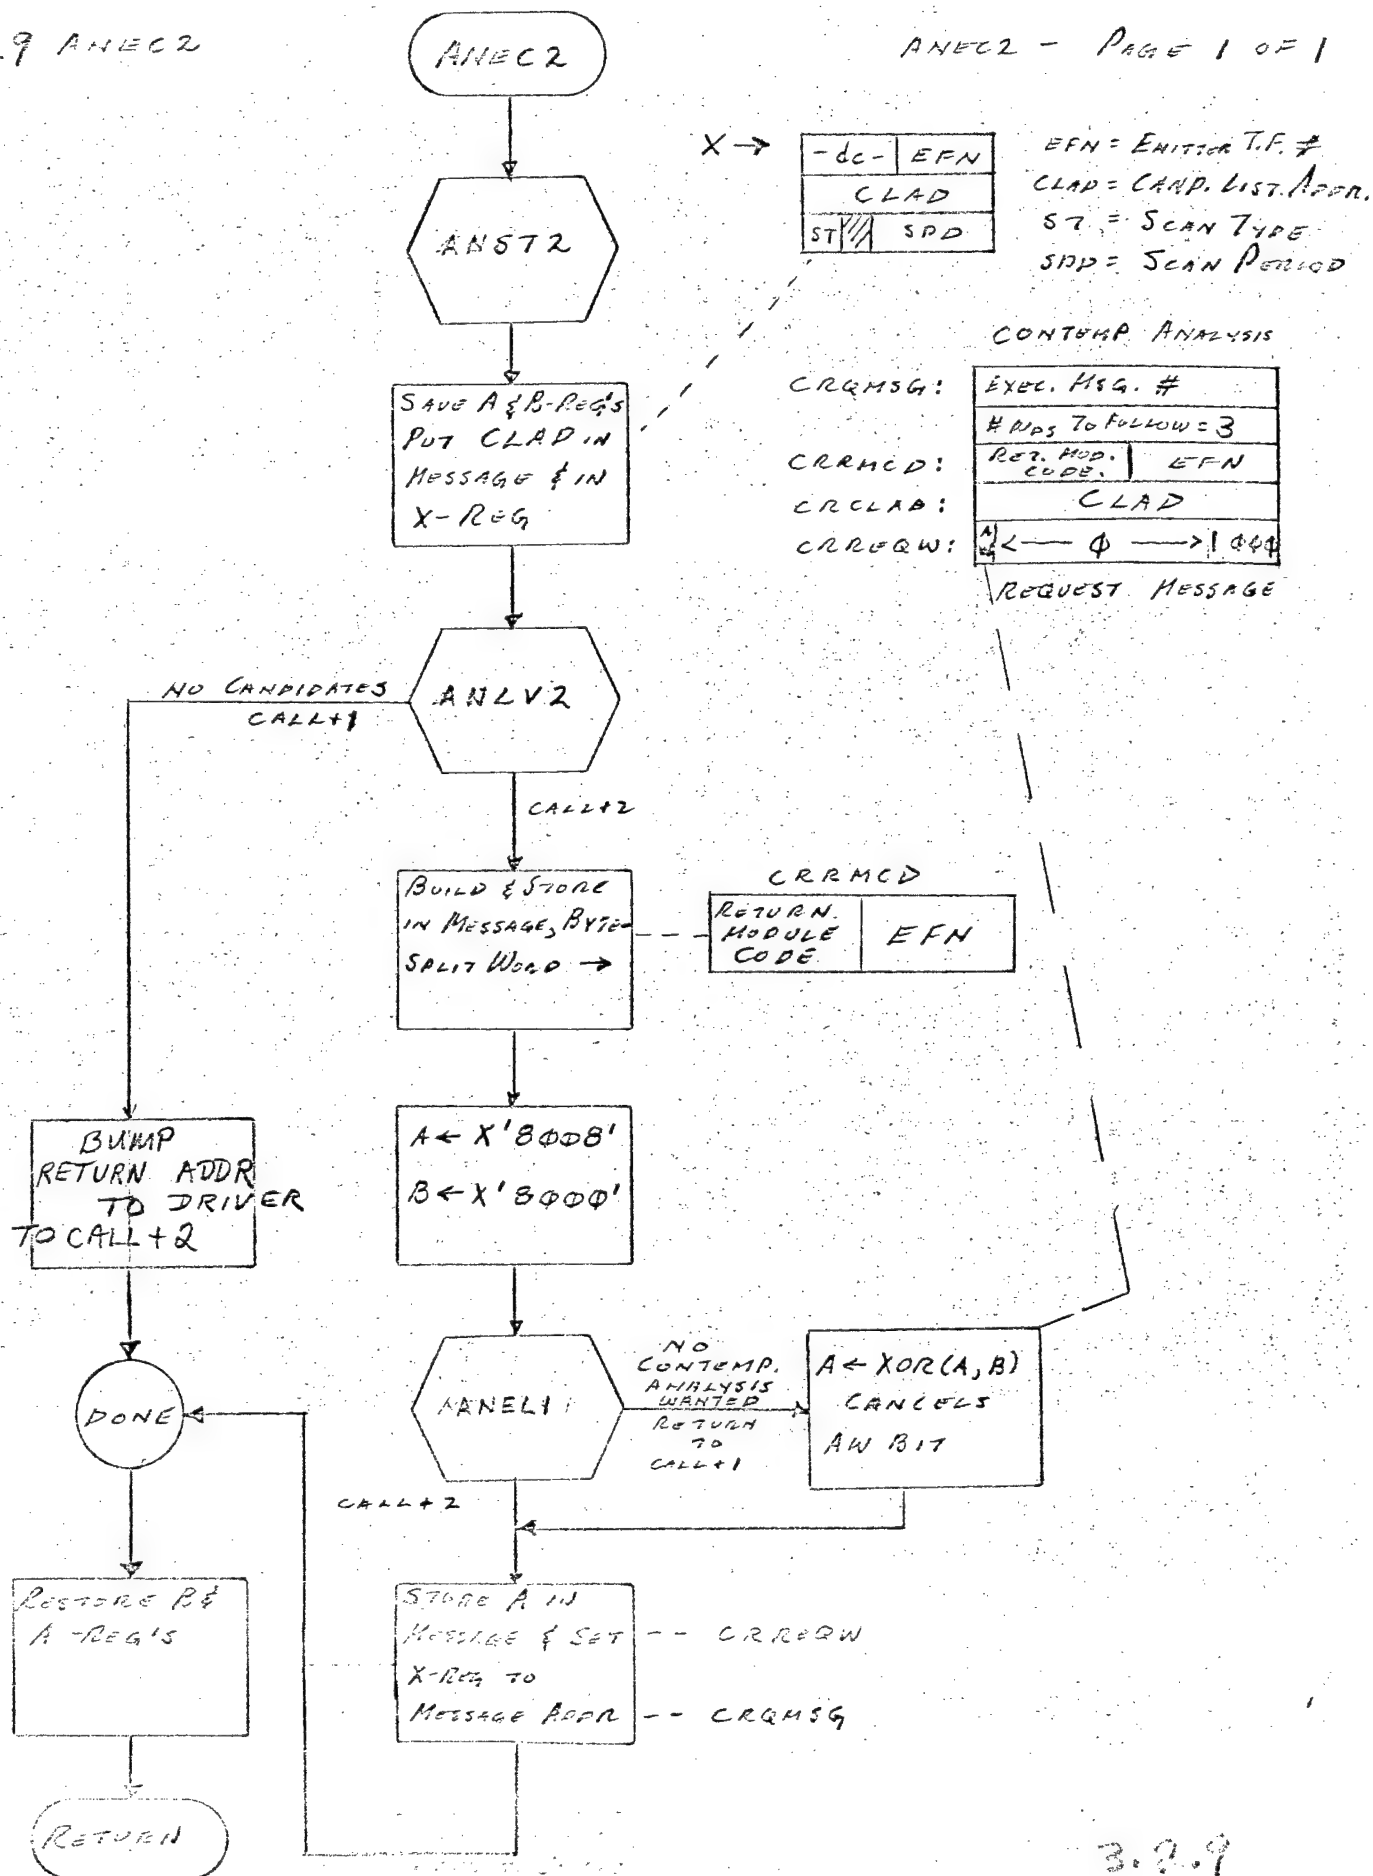 9 ANEC2
ANEC2
ANEC2 - PAGE 1 OF 1
X →
-dc- EFN
CLAD
ST SPD
EFN = EMITTER T.F. #
CLAD = CAND. LIST. ADDR.
ST = SCAN TYPE
SPD = SCAN PERIOD
ANST2
CONTEMP. ANALYSIS
CRQMSG: EXEC. MSG. #
# WDS TO FOLLOW = 3
CRRMCD: RET. MOD. CODE. EFN
CRCLAD: CLAD
CRREQW: A W <— ϕ —> 1 ϕϕϕ
REQUEST MESSAGE
SAVE A & B-REG'S
PUT CLAD IN
MESSAGE & IN
X-REG
ANLV2
NO CANDIDATES
CALL+1
CALL+2
BUILD & STORE
IN MESSAGE, BYTE-
SPLIT WORD →
CRRMCD
RETURN.
MODULE
CODE
EFN
A ← X'8ϕϕ8'
B ← X'8ϕϕϕ'
BUMP
RETURN ADDR
TO DRIVER
TO CALL+2
DONE
ANEL1
NO
CONTEMP.
ANALYSIS
WANTED
RETURN
TO
CALL+1
A ← XOR(A, B)
CANCELS
AW BIT
CALL+2
RESTORE B &
A-REG'S
STORE A IN
MESSAGE & SET -- CRREQW
X-REG TO
MESSAGE ADDR -- CRQMSG
RETURN
3.2.9